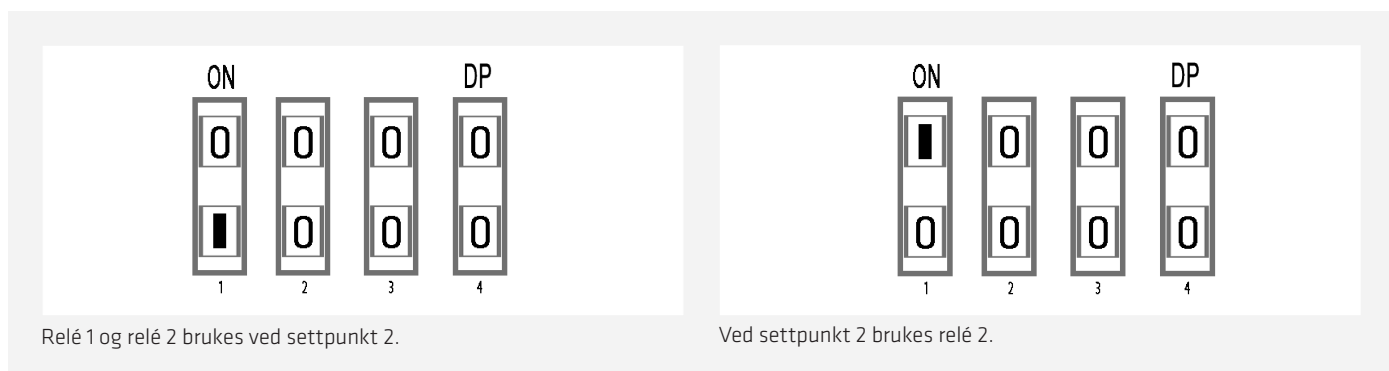 ON DP
0 0 0 0
0 0 0
1 2 3 4
Relé 1 og relé 2 brukes ved settpunkt 2.
ON DP
0 0 0
0 0 0 0
1 2 3 4
Ved settpunkt 2 brukes relé 2.